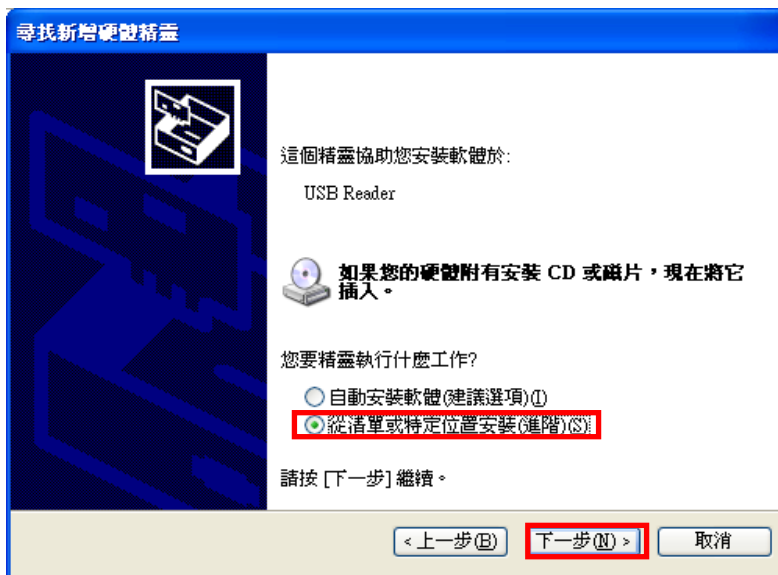 尋找新增硬體精靈
這個精靈協助您安裝軟體於:
USB Reader
如果您的硬體附有安裝 CD 或磁片，現在將它
插入。
您要精靈執行什麼工作?
自動安裝軟體(建議選項)(I)
從清單或特定位置安裝(進階)(S)
請按 [下一步] 繼續。
< 上一步(B)
下一步(N) >
取消